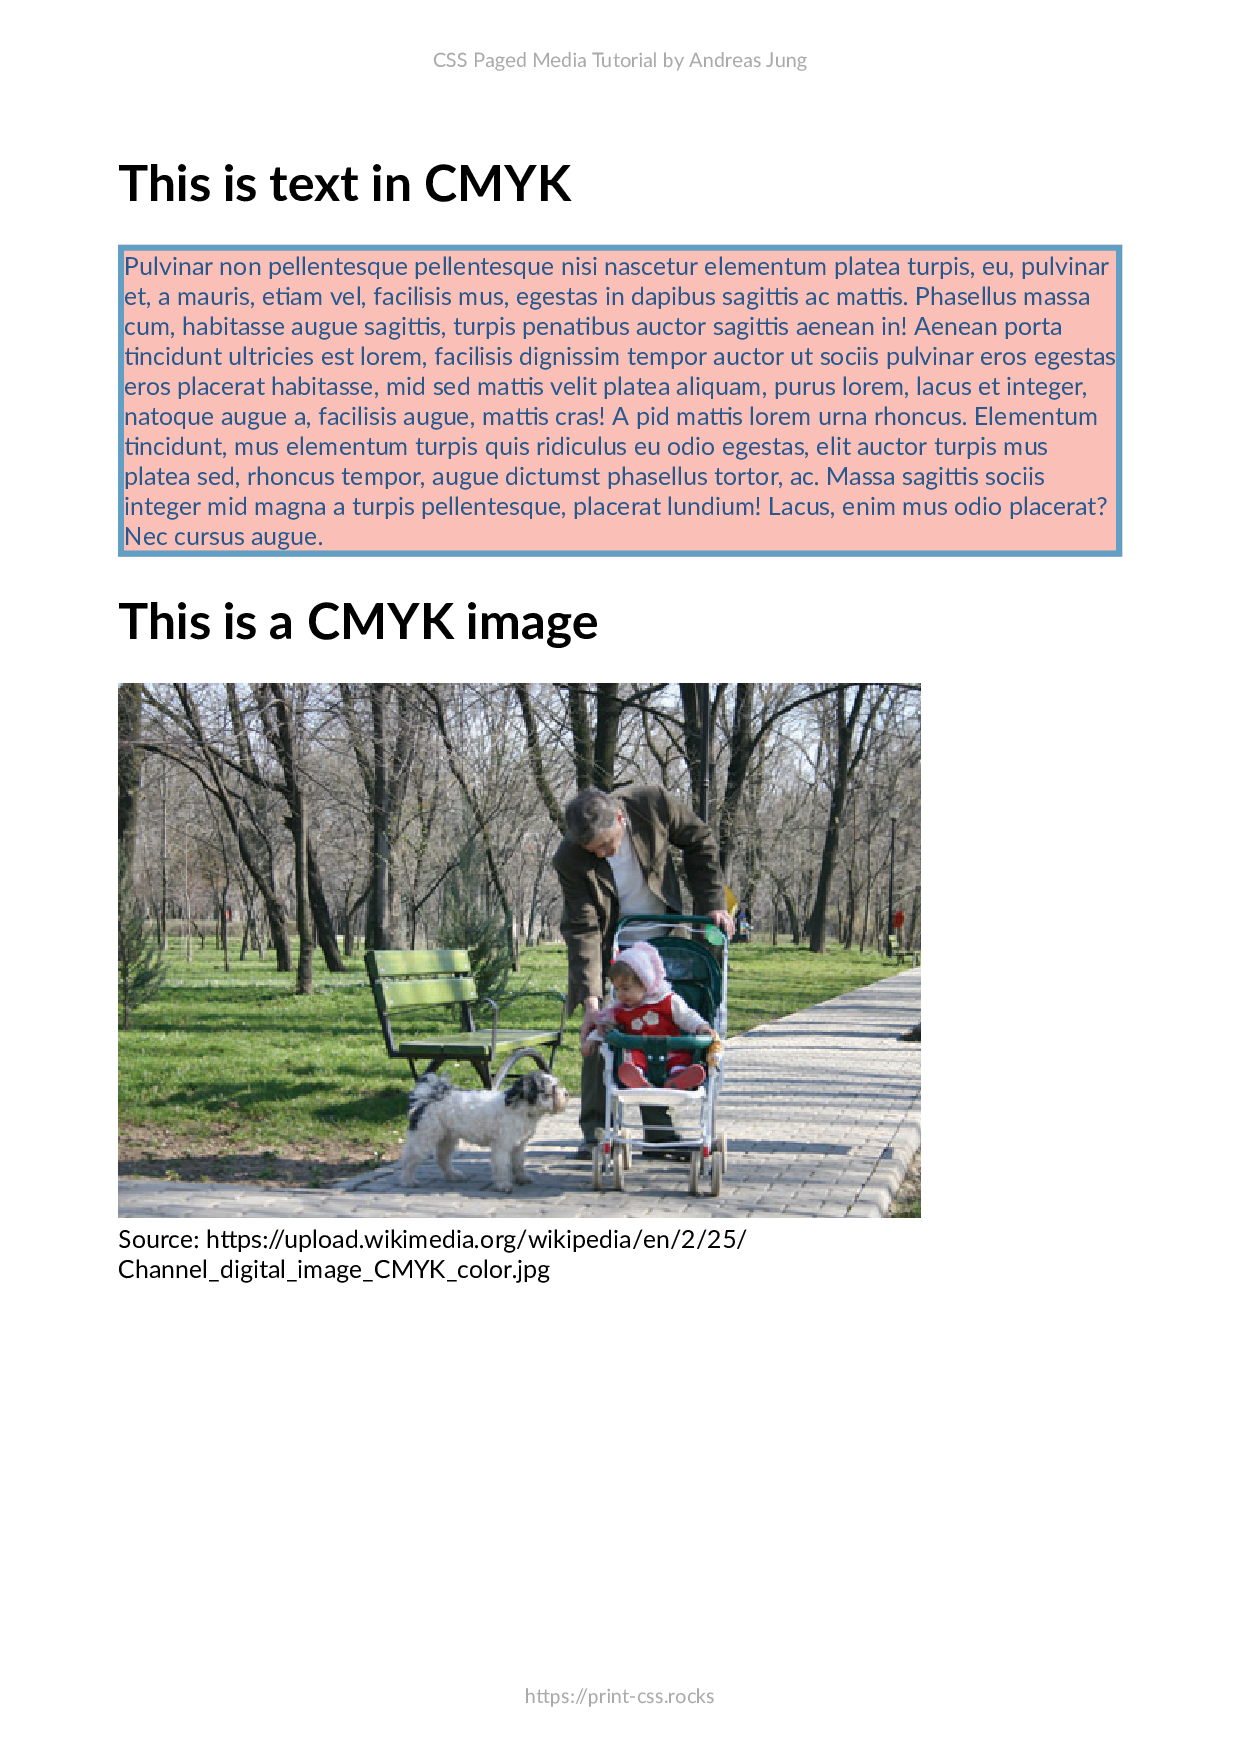 CSS Paged Media Tutorial by Andreas Jung
This is text in CMYK
Pulvinar non pellentesque pellentesque nisi nascetur elementum platea turpis, eu, pulvinar
et, a mauris, etiam vel, facilisis mus, egestas in dapibus sagittis ac mattis. Phasellus massa
cum, habitasse augue sagittis, turpis penatibus auctor sagittis aenean in! Aenean porta
tincidunt ultricies est lorem, facilisis dignissim tempor auctor ut sociis pulvinar eros egestas
eros placerat habitasse, mid sed mattis velit platea aliquam, purus lorem, lacus et integer,
natoque augue a, facilisis augue, mattis cras! A pid mattis lorem urna rhoncus. Elementum
tincidunt, mus elementum turpis quis ridiculus eu odio egestas, elit auctor turpis mus
platea sed, rhoncus tempor, augue dictumst phasellus tortor, ac. Massa sagittis sociis
integer mid magna a turpis pellentesque, placerat lundium! Lacus, enim mus odio placerat?
Nec cursus augue.
This is a CMYK image
Source: https://upload.wikimedia.org/wikipedia/en/2/25/
Channel_digital_image_CMYK_color.jpg
https://print-css.rocks